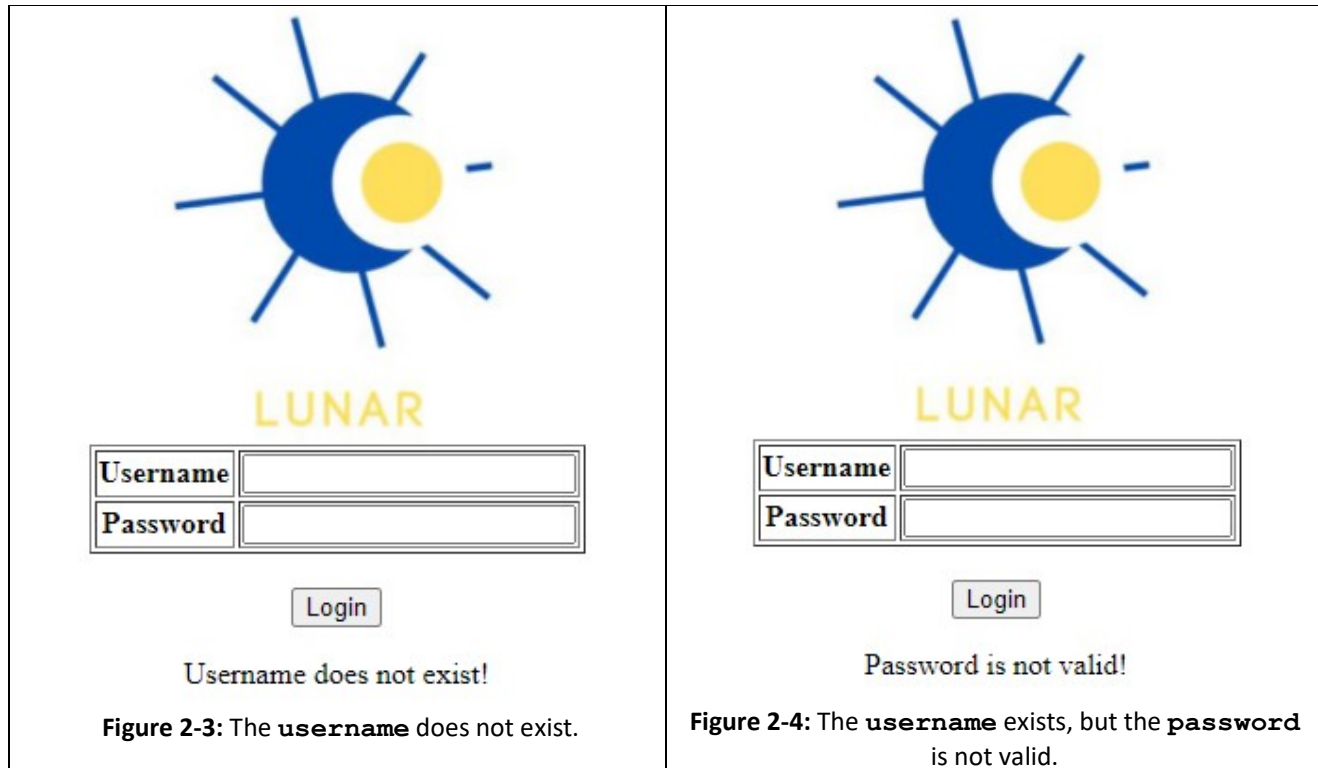 LUNAR
Username
Password
Login
Username does not exist!
Figure 2-3: The username does not exist.
LUNAR
Username
Password
Login
Password is not valid!
Figure 2-4: The username exists, but the password
is not valid.